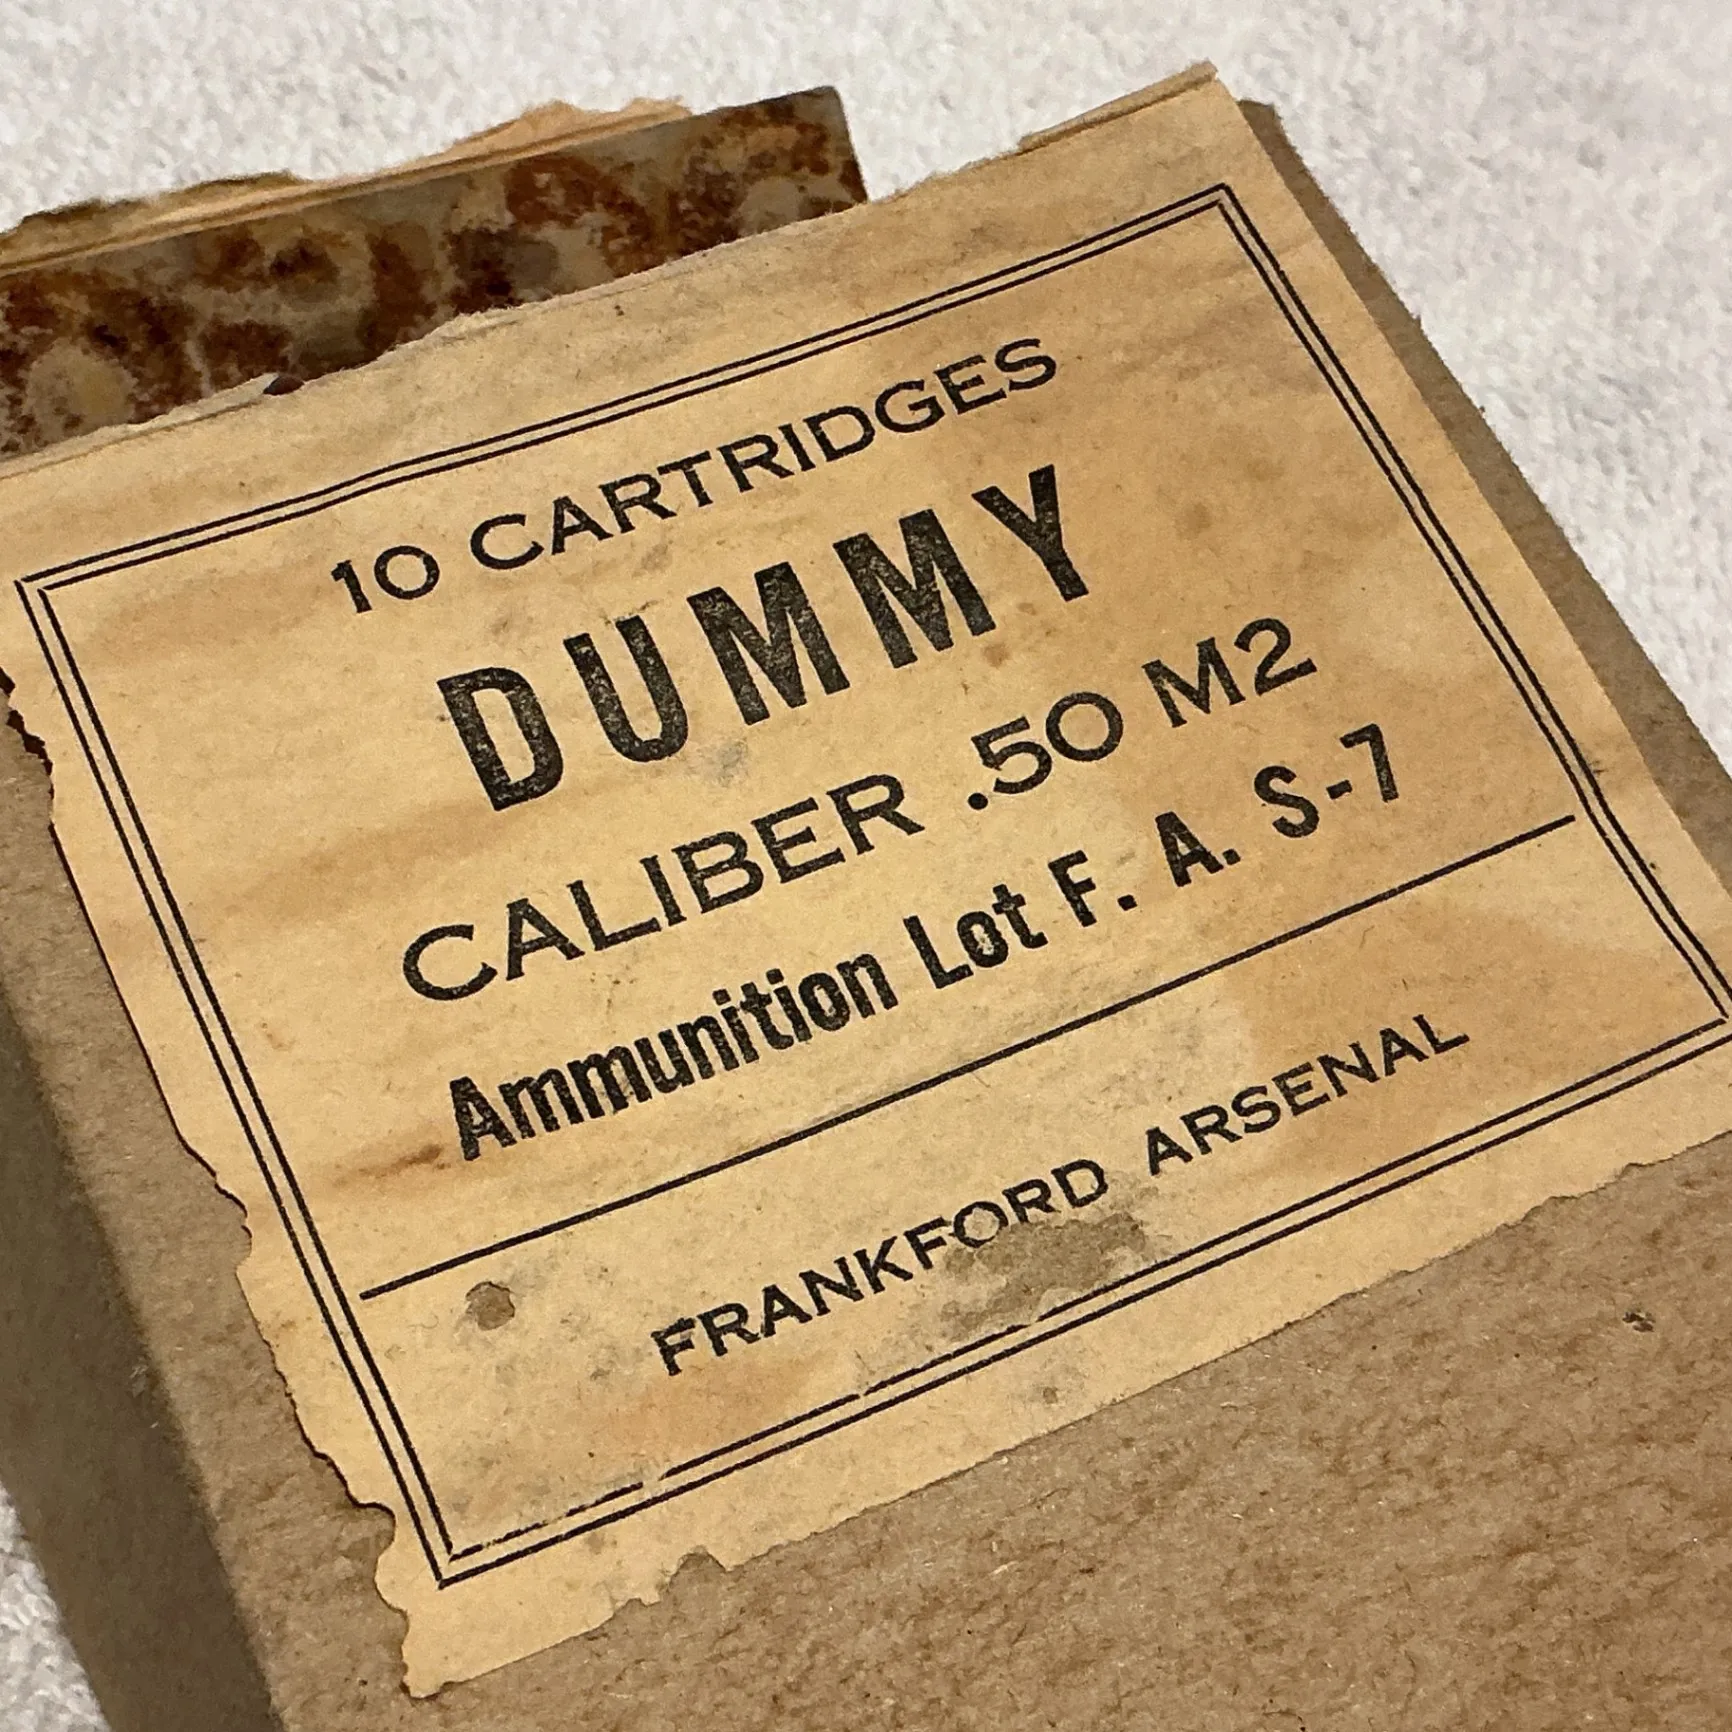 10 CARTRIDGES
DUMMY
CALIBER .50 M2
Ammunition Lot F. A. S-7
FRANKFORD ARSENAL